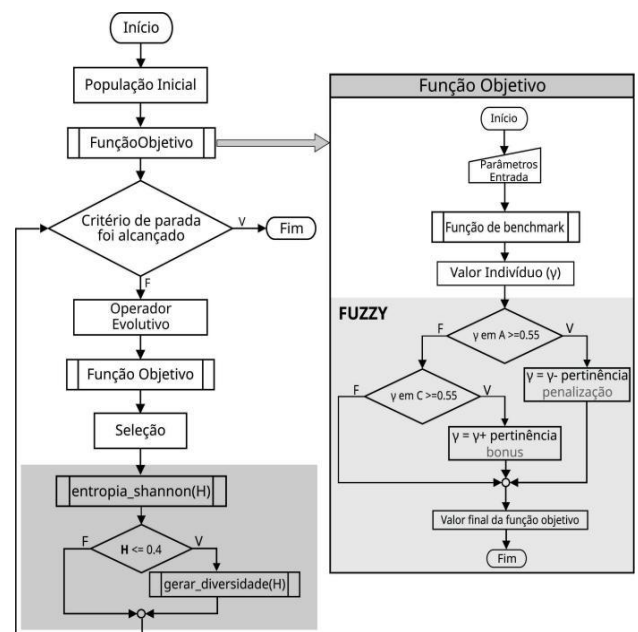 Início
População Inicial
FunçãoObjetivo
Critério de parada
foi alcançado
V
Fim
F
Operador
Evolutivo
Função Objetivo
Seleção
entropia_shannon(H)
F
H <= 0.4
V
gerar_diversidade(H)
Função Objetivo
Início
Parâmetros
Entrada
Função de benchmark
Valor Indivíduo (γ)
FUZZY
F
γ em A >=0.55
V
γ = γ- pertinência
penalização
F
γ em C >=0.55
V
γ = γ+ pertinência
bonus
Valor final da função objetivo
Fim